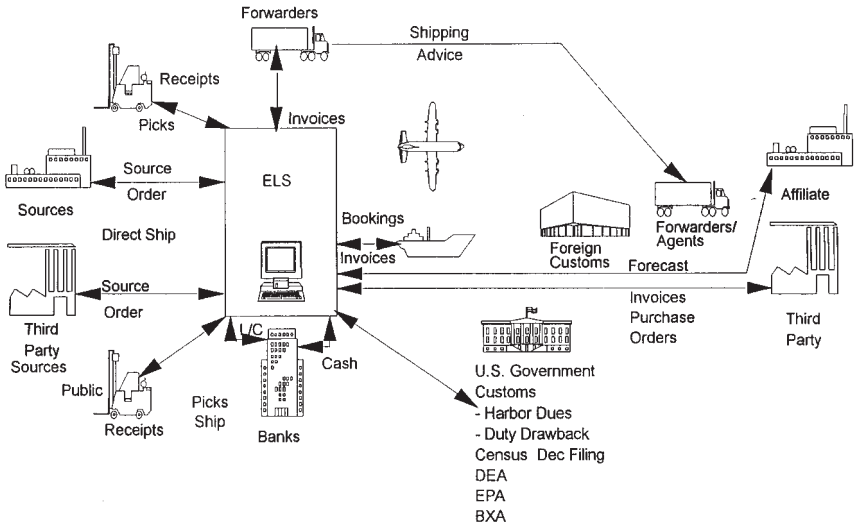 Forwarders
Shipping
Advice
Receipts
Picks
Invoices
ELS
Source
Order
Sources
Affiliate
Direct Ship
Bookings
Invoices
Foreign
Customs
Forwarders/
Agents
Forecast
Source
Order
Invoices
Purchase
Orders
Third
Party
Third
Party
Sources
L/C
Cash
Public
Receipts
Picks
Ship
Banks
U.S. Government
Customs
- Harbor Dues
- Duty Drawback
Census Dec Filing
DEA
EPA
BXA